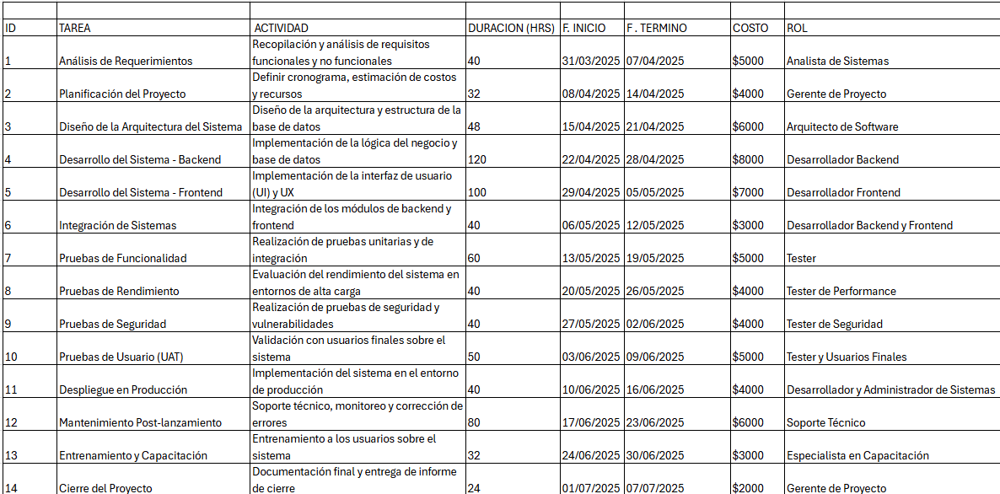 ID TAREA ACTIVIDAD DURACION (HRS) F. INICIO F . TERMINO COSTO ROL
Recopilación y análisis de requisitos
1 Análisis de Requerimientos funcionales y no funcionales 40 31/03/2025 07/04/2025 $5000 Analista de Sistemas
Definir cronograma, estimación de costos
2 Planificación del Proyecto y recursos 32 08/04/2025 14/04/2025 $4000 Gerente de Proyecto
Diseño de la arquitectura y estructura de la
3 Diseño de la Arquitectura del Sistema base de datos 48 15/04/2025 21/04/2025 $6000 Arquitecto de Software
Implementación de la lógica del negocio y
4 Desarrollo del Sistema - Backend base de datos 120 22/04/2025 28/04/2025 $8000 Desarrollador Backend
Implementación de la interfaz de usuario
5 Desarrollo del Sistema - Frontend (UI) y UX 100 29/04/2025 05/05/2025 $7000 Desarrollador Frontend
Integración de los módulos de backend y
6 Integración de Sistemas frontend 40 06/05/2025 12/05/2025 $3000 Desarrollador Backend y Frontend
Realización de pruebas unitarias y de
7 Pruebas de Funcionalidad integración 60 13/05/2025 19/05/2025 $5000 Tester
Evaluación del rendimiento del sistema en
8 Pruebas de Rendimiento entornos de alta carga 40 20/05/2025 26/05/2025 $4000 Tester de Performance
Realización de pruebas de seguridad y
9 Pruebas de Seguridad vulnerabilidades 40 27/05/2025 02/06/2025 $4000 Tester de Seguridad
Validación con usuarios finales sobre el
10 Pruebas de Usuario (UAT) sistema 50 03/06/2025 09/06/2025 $5000 Tester y Usuarios Finales
Implementación del sistema en el entorno
11 Despliegue en Producción de producción 40 10/06/2025 16/06/2025 $4000 Desarrollador y Administrador de Sistemas
Soporte técnico, monitoreo y corrección de
12 Mantenimiento Post-lanzamiento errores 80 17/06/2025 23/06/2025 $6000 Soporte Técnico
Entrenamiento a los usuarios sobre el
13 Entrenamiento y Capacitación sistema 32 24/06/2025 30/06/2025 $3000 Especialista en Capacitación
Documentación final y entrega de informe
14 Cierre del Proyecto de cierre 24 01/07/2025 07/07/2025 $2000 Gerente de Proyecto